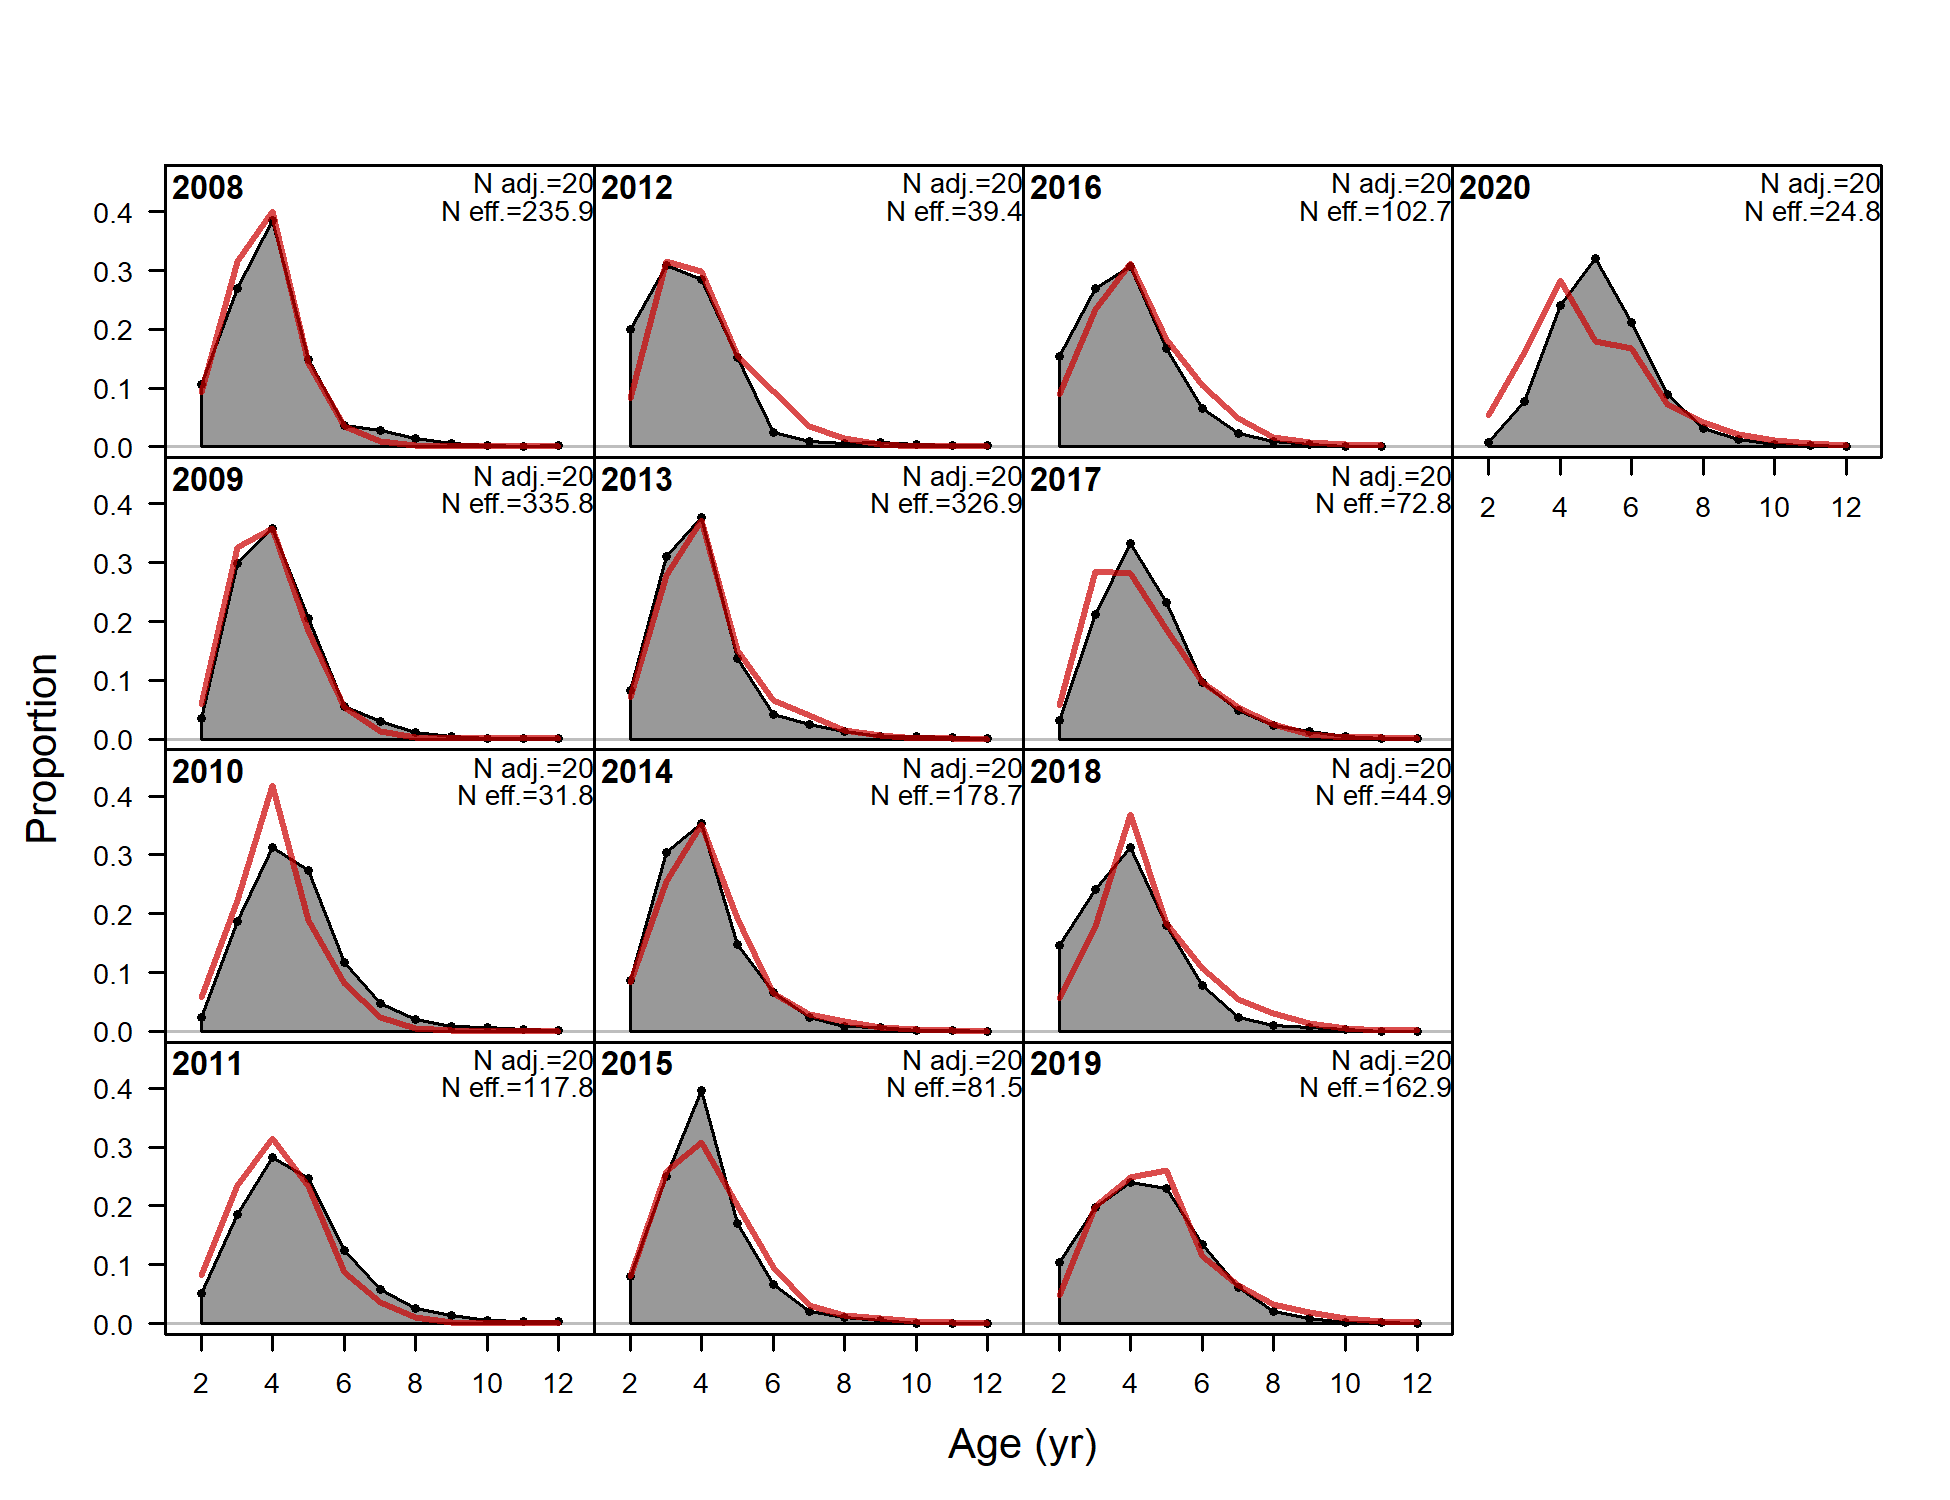 2008
N adj.=20
N eff.=235.9
2012
N adj.=20
N eff.=39.4
2016
N adj.=20
N eff.=102.7
2020
N adj.=20
N eff.=24.8
0.4
0.3
0.2
0.1
0.0
2 4 6 8 10 12
2009
N adj.=20
N eff.=335.8
2013
N adj.=20
N eff.=326.9
2017
N adj.=20
N eff.=72.8
0.4
0.3
0.2
0.1
0.0
2010
N adj.=20
N eff.=31.8
2014
N adj.=20
N eff.=178.7
2018
N adj.=20
N eff.=44.9
0.4
0.3
0.2
0.1
0.0
2011
N adj.=20
N eff.=117.8
2015
N adj.=20
N eff.=81.5
2019
N adj.=20
N eff.=162.9
0.4
0.3
0.2
0.1
0.0
2 4 6 8 10 12
2 4 6 8 10 12
2 4 6 8 10 12
Proportion
Age (yr)